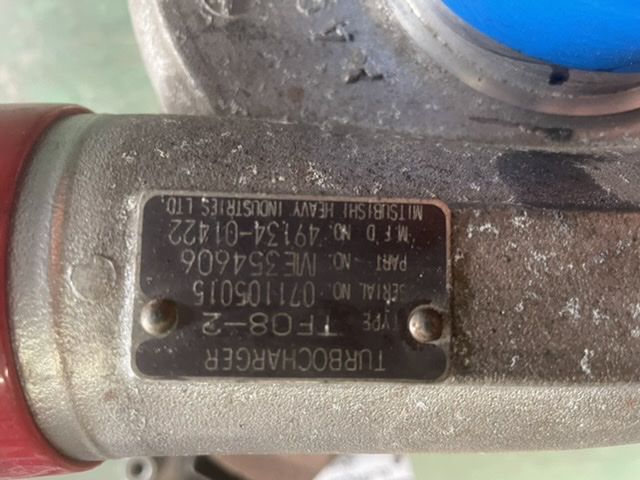 TURBOCHARGER
TYPE TF08-2
SERIAL NO. 071105015
PART NO. ME354606
M.F.D NO. 49134-01422
MITSUBISHI HEAVY INDUSTRIES LTD.